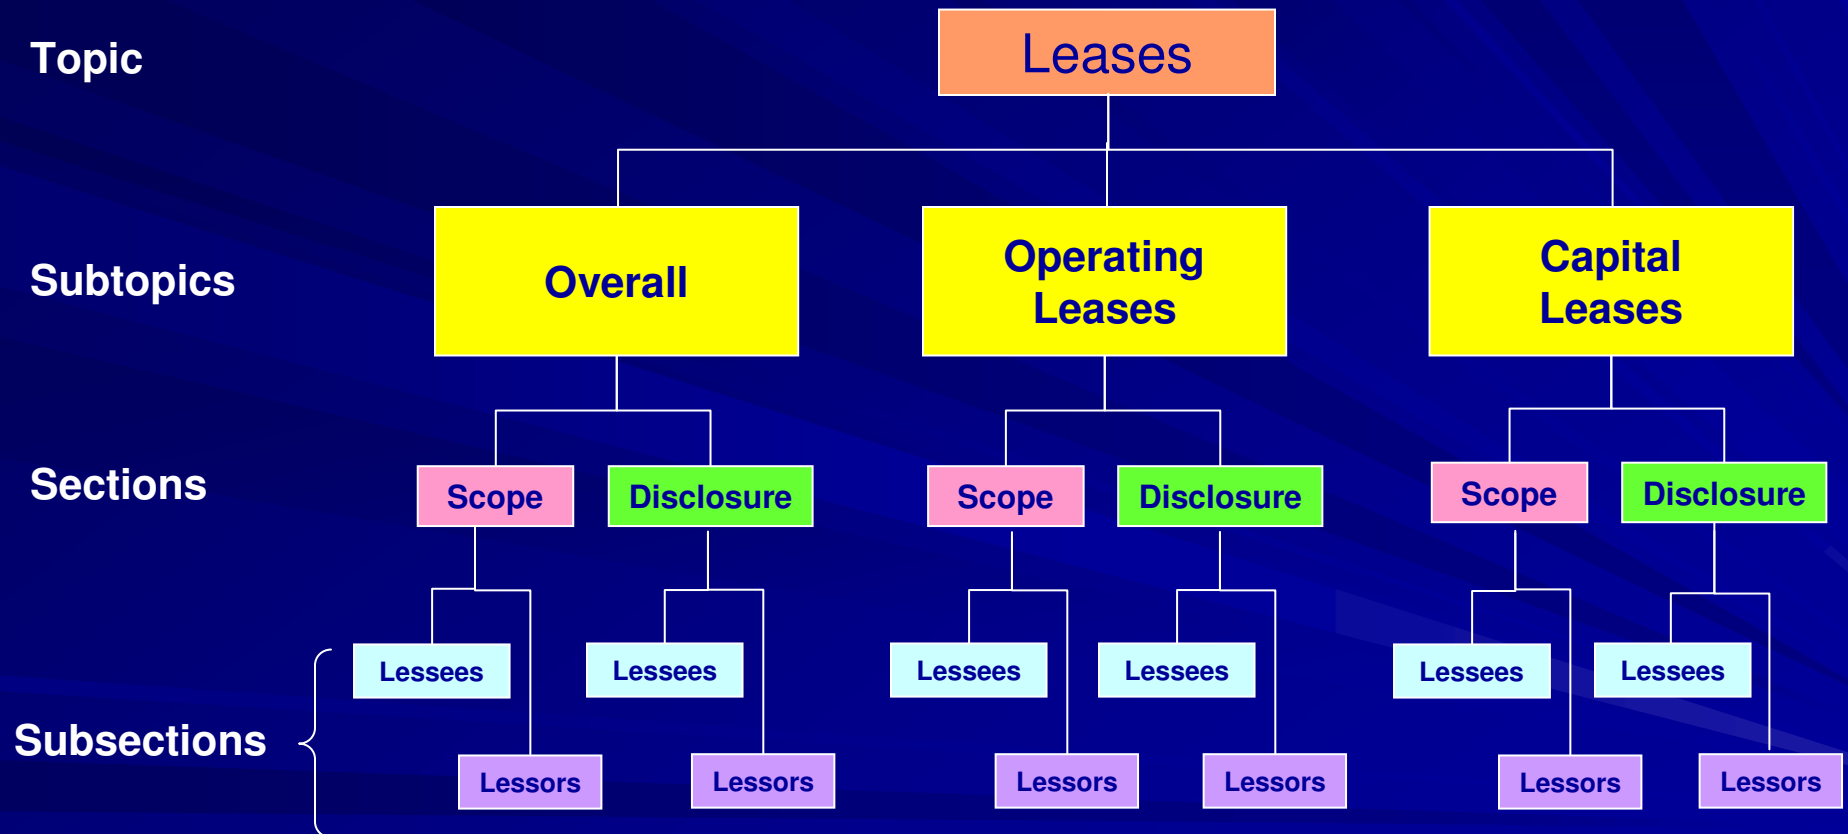 Topic
Leases
Subtopics
Overall
Operating
Leases
Capital
Leases
Sections
Scope
Disclosure
Scope
Disclosure
Scope
Disclosure
Subsections
Lessees
Lessees
Lessees
Lessees
Lessees
Lessees
Lessors
Lessors
Lessors
Lessors
Lessors
Lessors